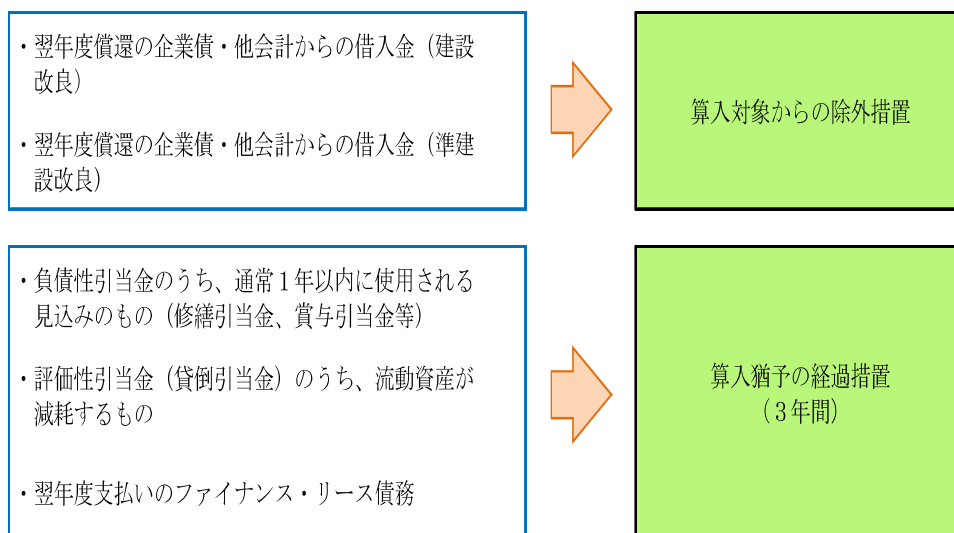 ・翌年度償還の企業債・他会計からの借入金（建設
改良）
・翌年度償還の企業債・他会計からの借入金（準建
設改良）
算入対象からの除外措置
・負債性引当金のうち、通常１年以内に使用される
見込みのもの（修繕引当金、賞与引当金等）
・評価性引当金（貸倒引当金）のうち、流動資産が
減耗するもの
・翌年度支払いのファイナンス・リース債務
算入猶予の経過措置
（３年間）